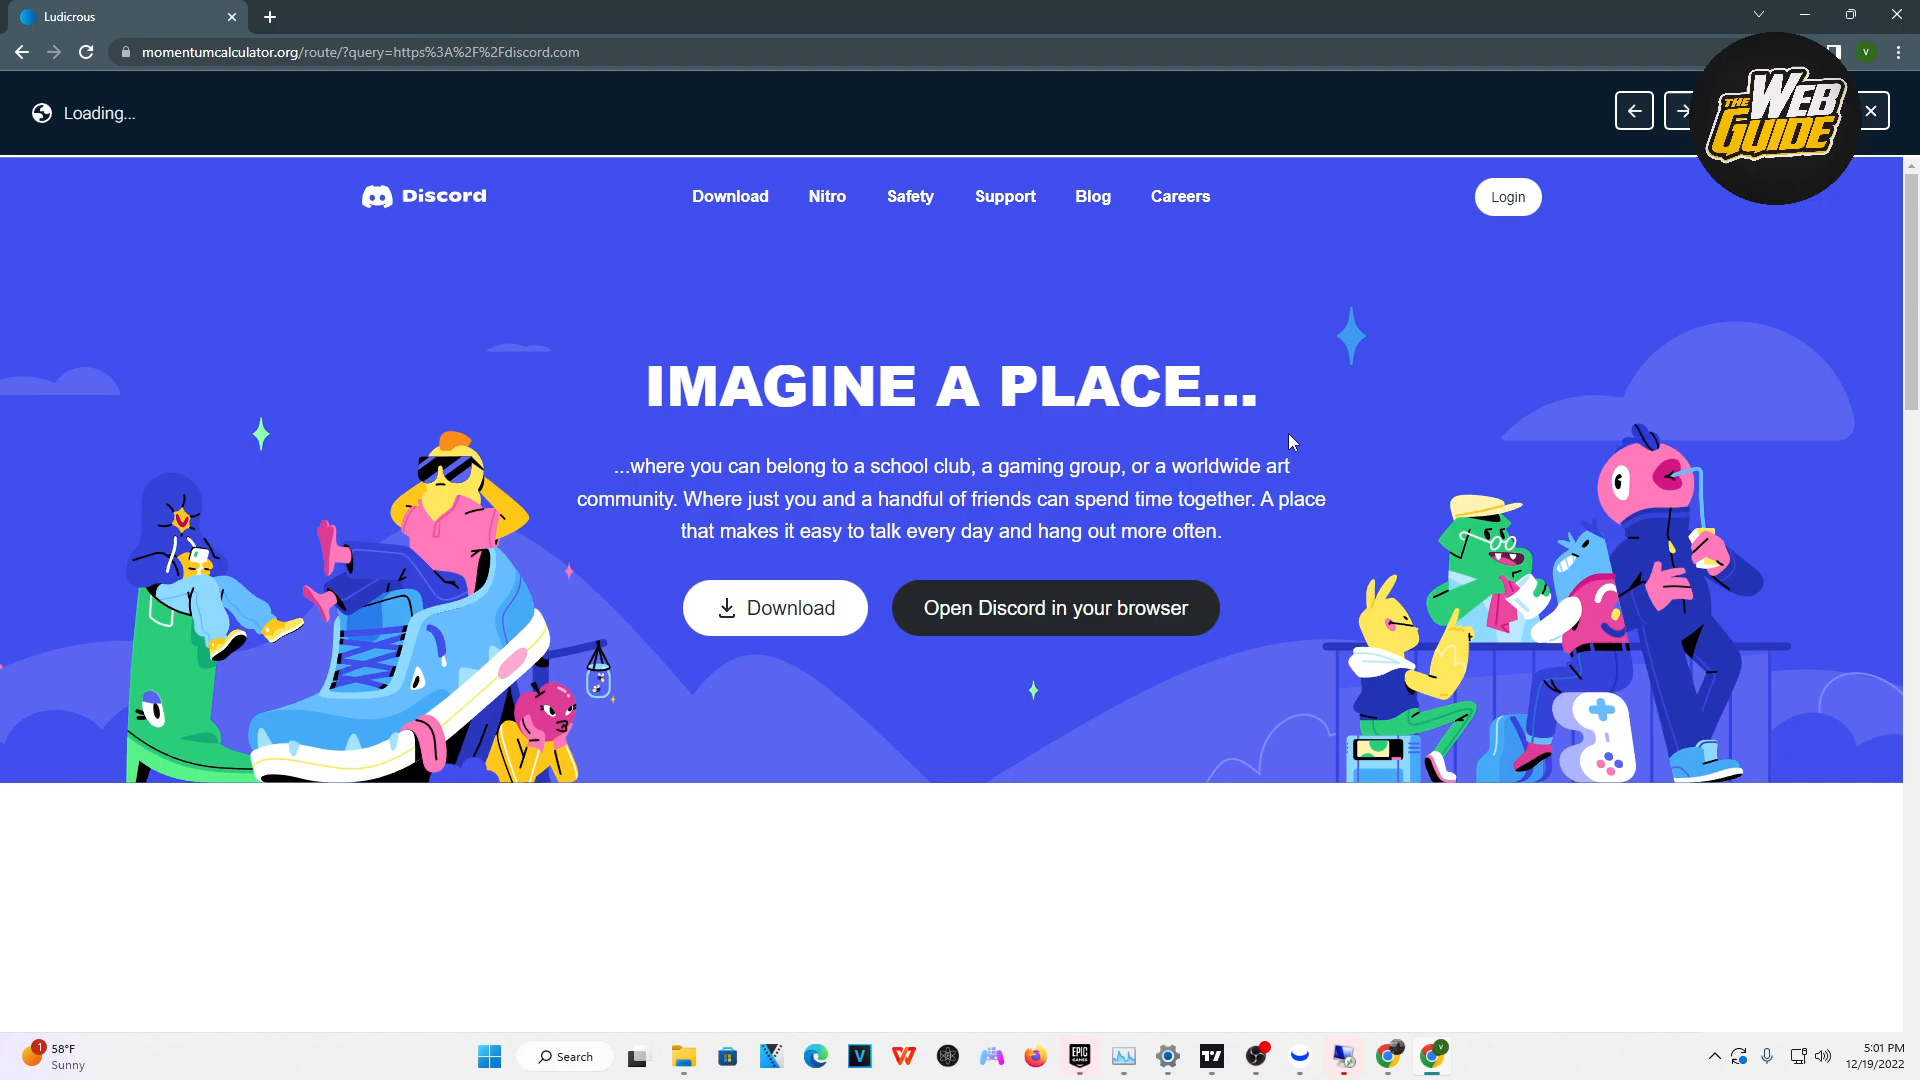 Ludicrous
momentumcalculator.org/route/?query=https%3A%2F%2Fdiscord.com
V
Loading...
THE WEB GUIDE
Discord
Download
Nitro
Safety
Support
Blog
Careers
Login
IMAGINE A PLACE...
...where you can belong to a school club, a gaming group, or a worldwide art
community. Where just you and a handful of friends can spend time together. A place
that makes it easy to talk every day and hang out more often.
Download
Open Discord in your browser
1
58°F
Sunny
Search
V
EPIC GAMES
V
5:01 PM
12/19/2022